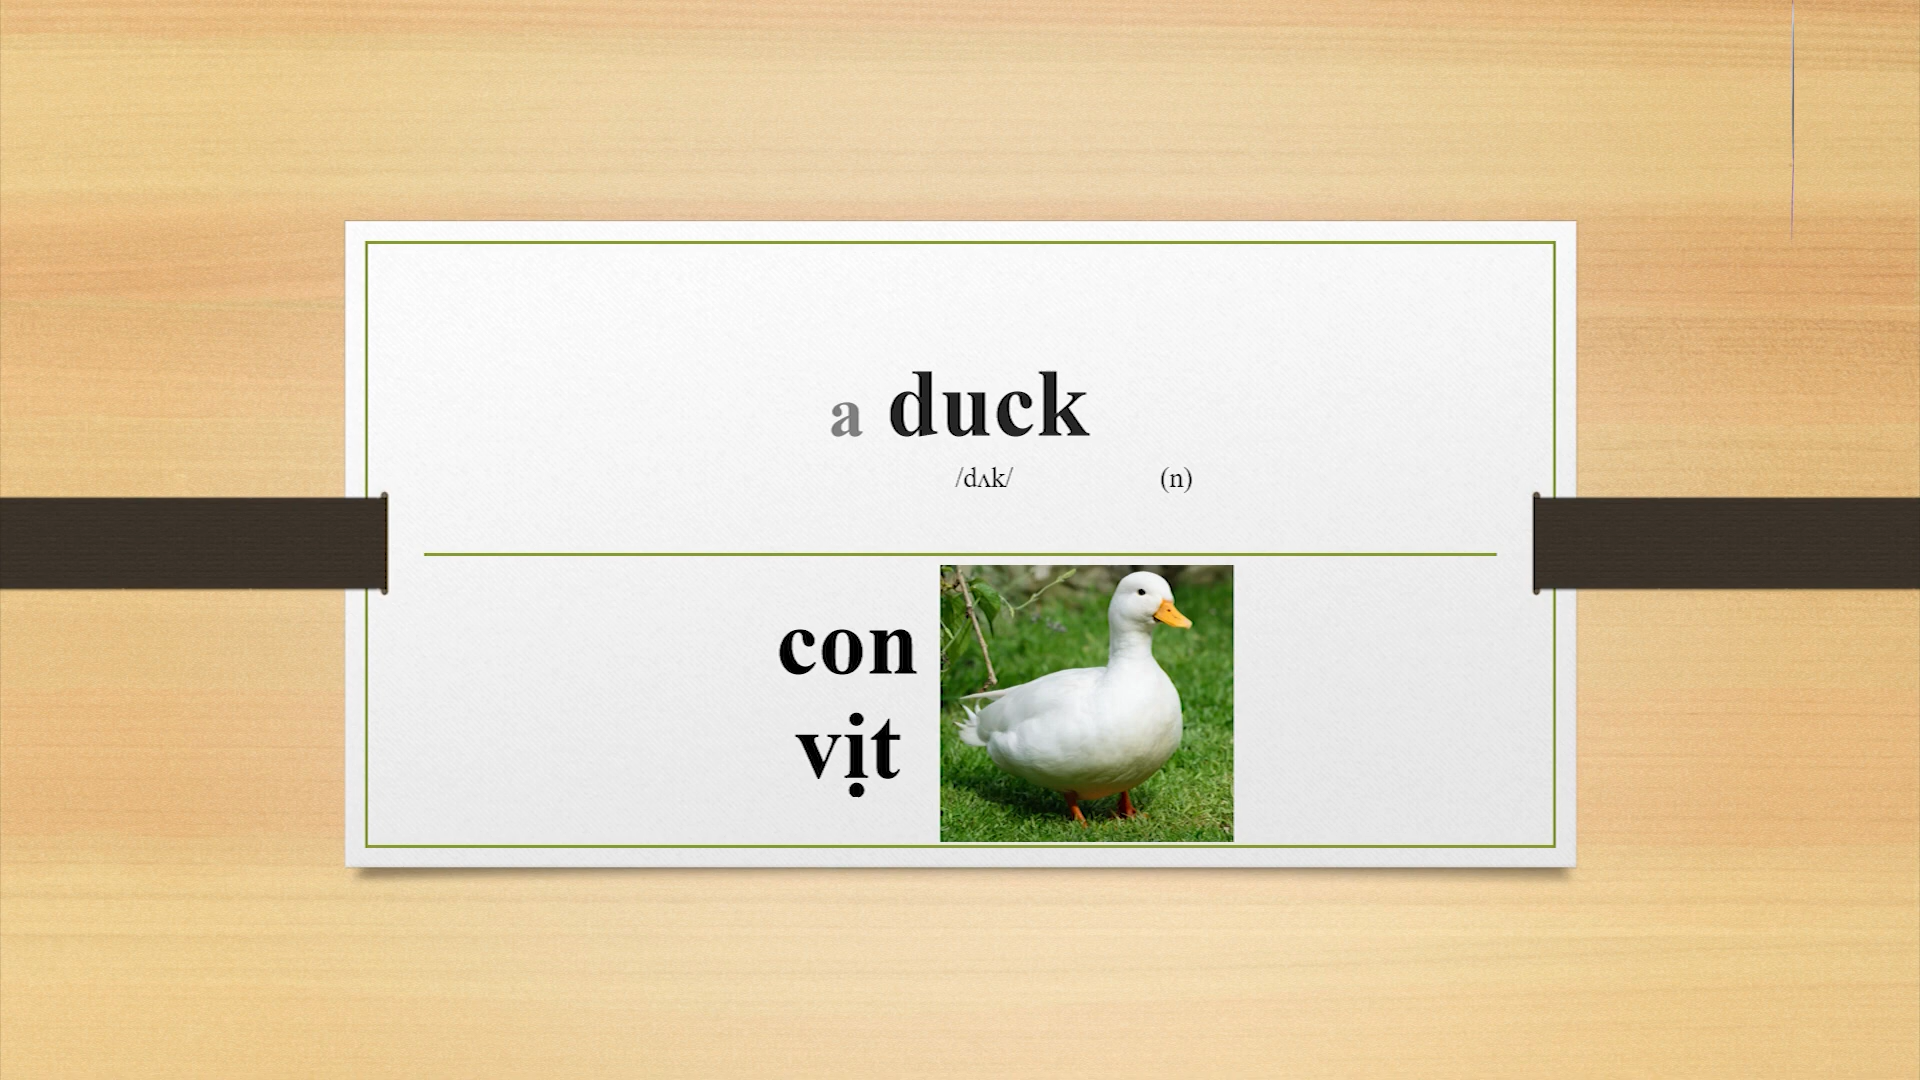 a duck
/dʌk/ (n)
con
vịt